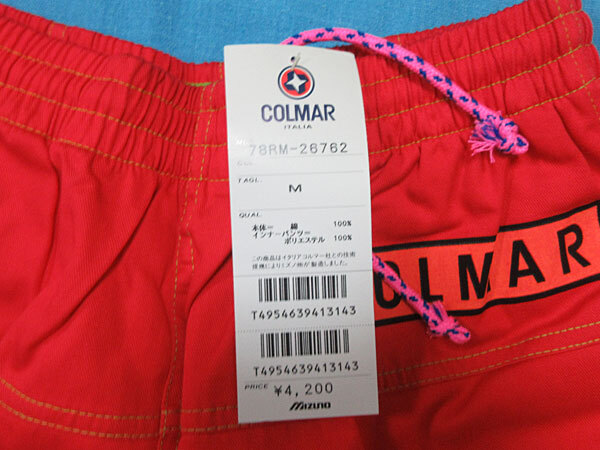 COLMAR
ITALIA
78RM-26762
TAGL.
M
QUAL.
本体= 綿 100%
インナーパンツー
ポリエステル 100%
この商品はイタリアコルマー社との技術
提携によりミズノ㈱が製造しました。
T4954639413143
T4954639413143
PRICE ¥4,200
MIZUNO
OLMAR